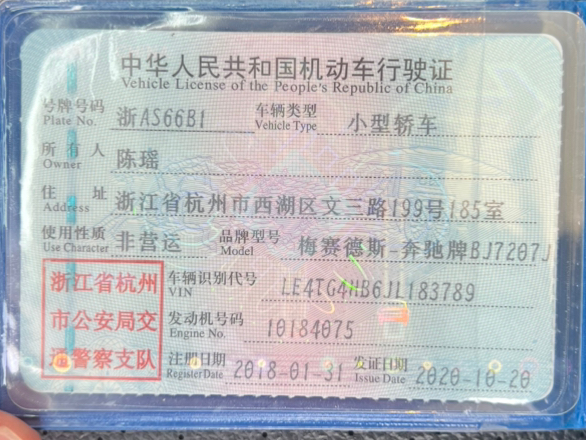 中华人民共和国机动车行驶证
Vehicle License of the People's Republic of China
号牌号码 浙AS66B1 车辆类型 小型轿车
Plate No. Vehicle Type
所有人 陈瑶
Owner
住址 浙江省杭州市西湖区文三路199号185室
Address
使用性质 非营运 品牌型号 梅赛德斯-奔驰牌BJ7207J
Use Character Model
浙江省杭州
市公安局交
通警察支队
车辆识别代号 LE4TG4HB6JL183789
VIN
发动机号码 10184075
Engine No.
注册日期 2018-01-31 发证日期 2020-10-20
Register Date Issue Date